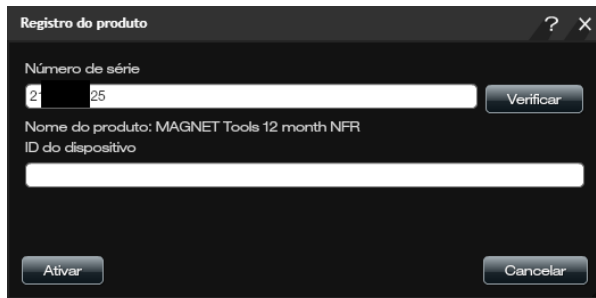 Registro do produto ? X
Número de série
21 25 Verificar
Nome do produto: MAGNET Tools 12 month NFR
ID do dispositivo
Ativar Cancelar